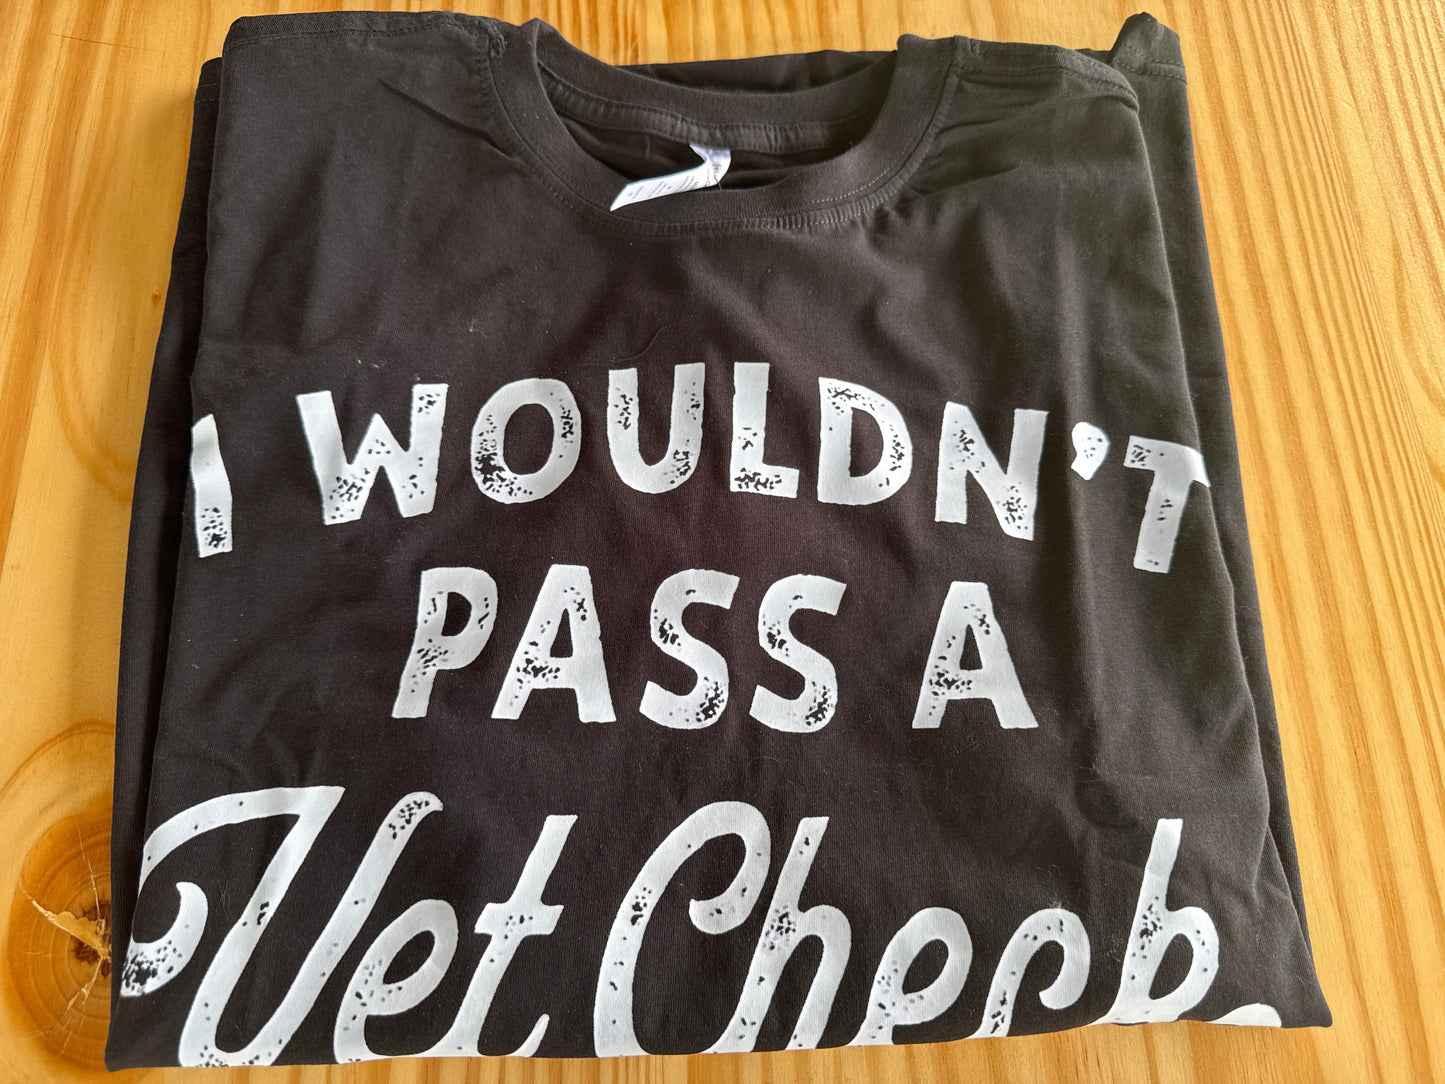 I WOULDN'T
PASS A
Vet Check